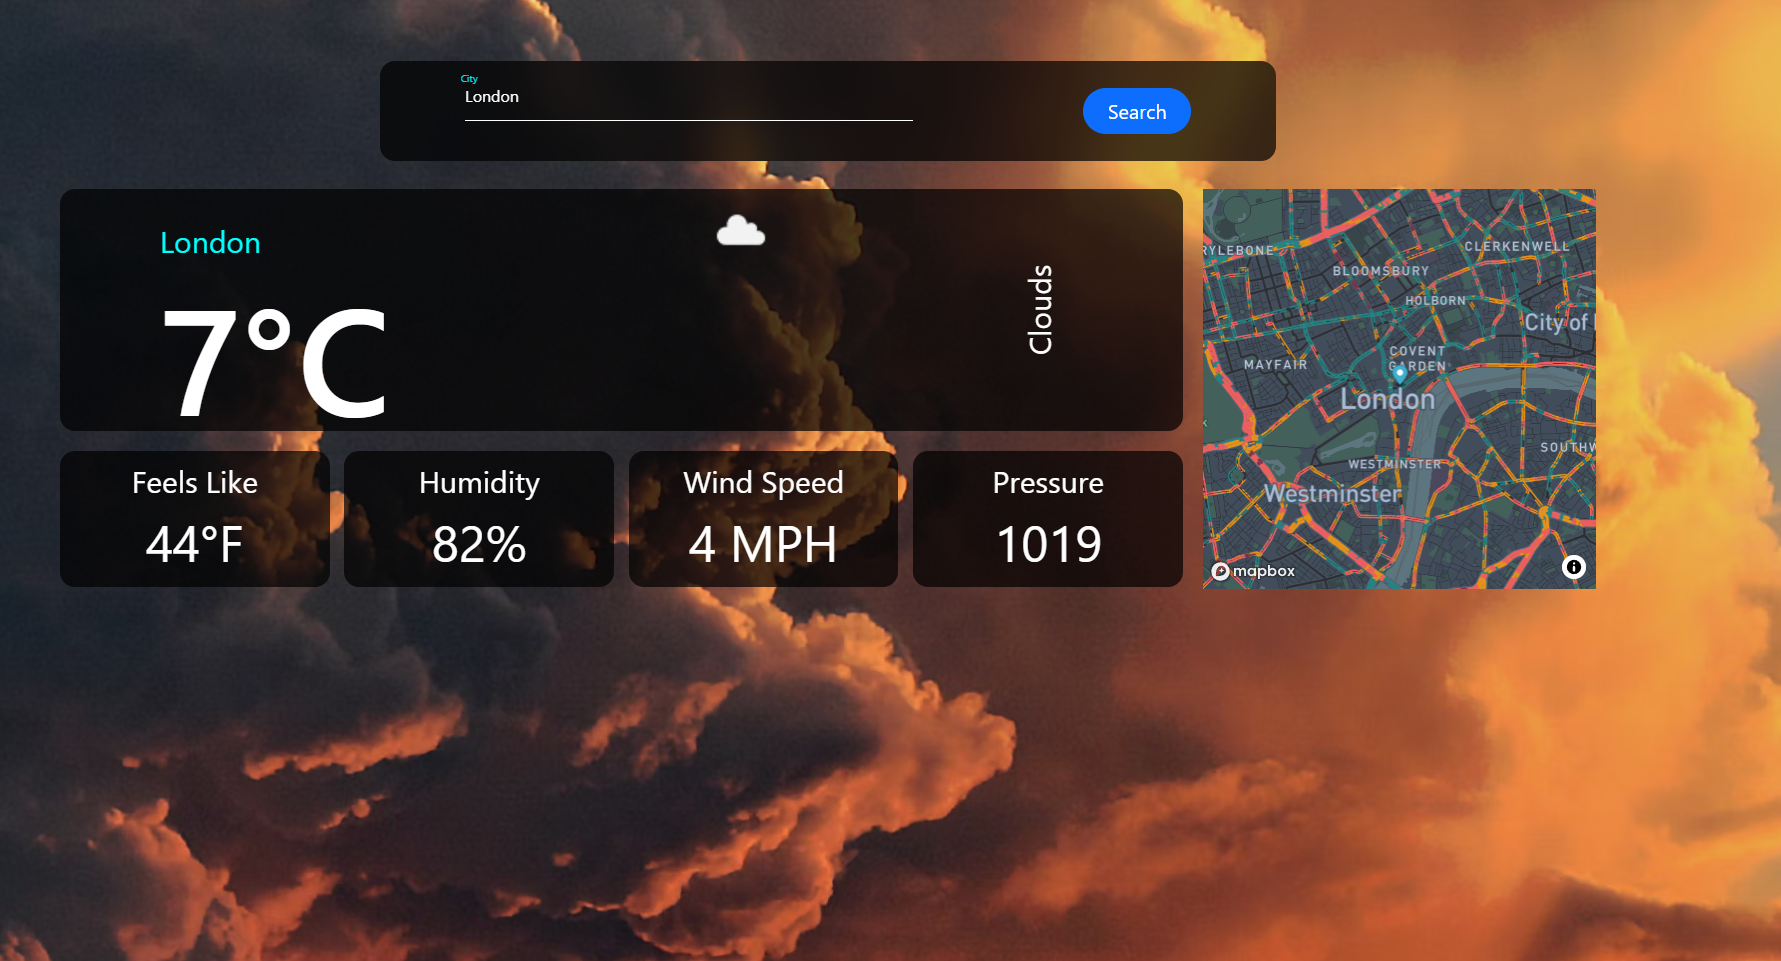 City
London
Search
London
7°C
Clouds
Feels Like
44°F
Humidity
82%
Wind Speed
4 MPH
Pressure
1019
RYLEBONE
CLERKENWELL
BLOOMSBURY
HOLBORN
City of
COVENT
GARDEN
MAYFAIR
London
SOUTHW
WESTMINSTER
Westminster
mapbox